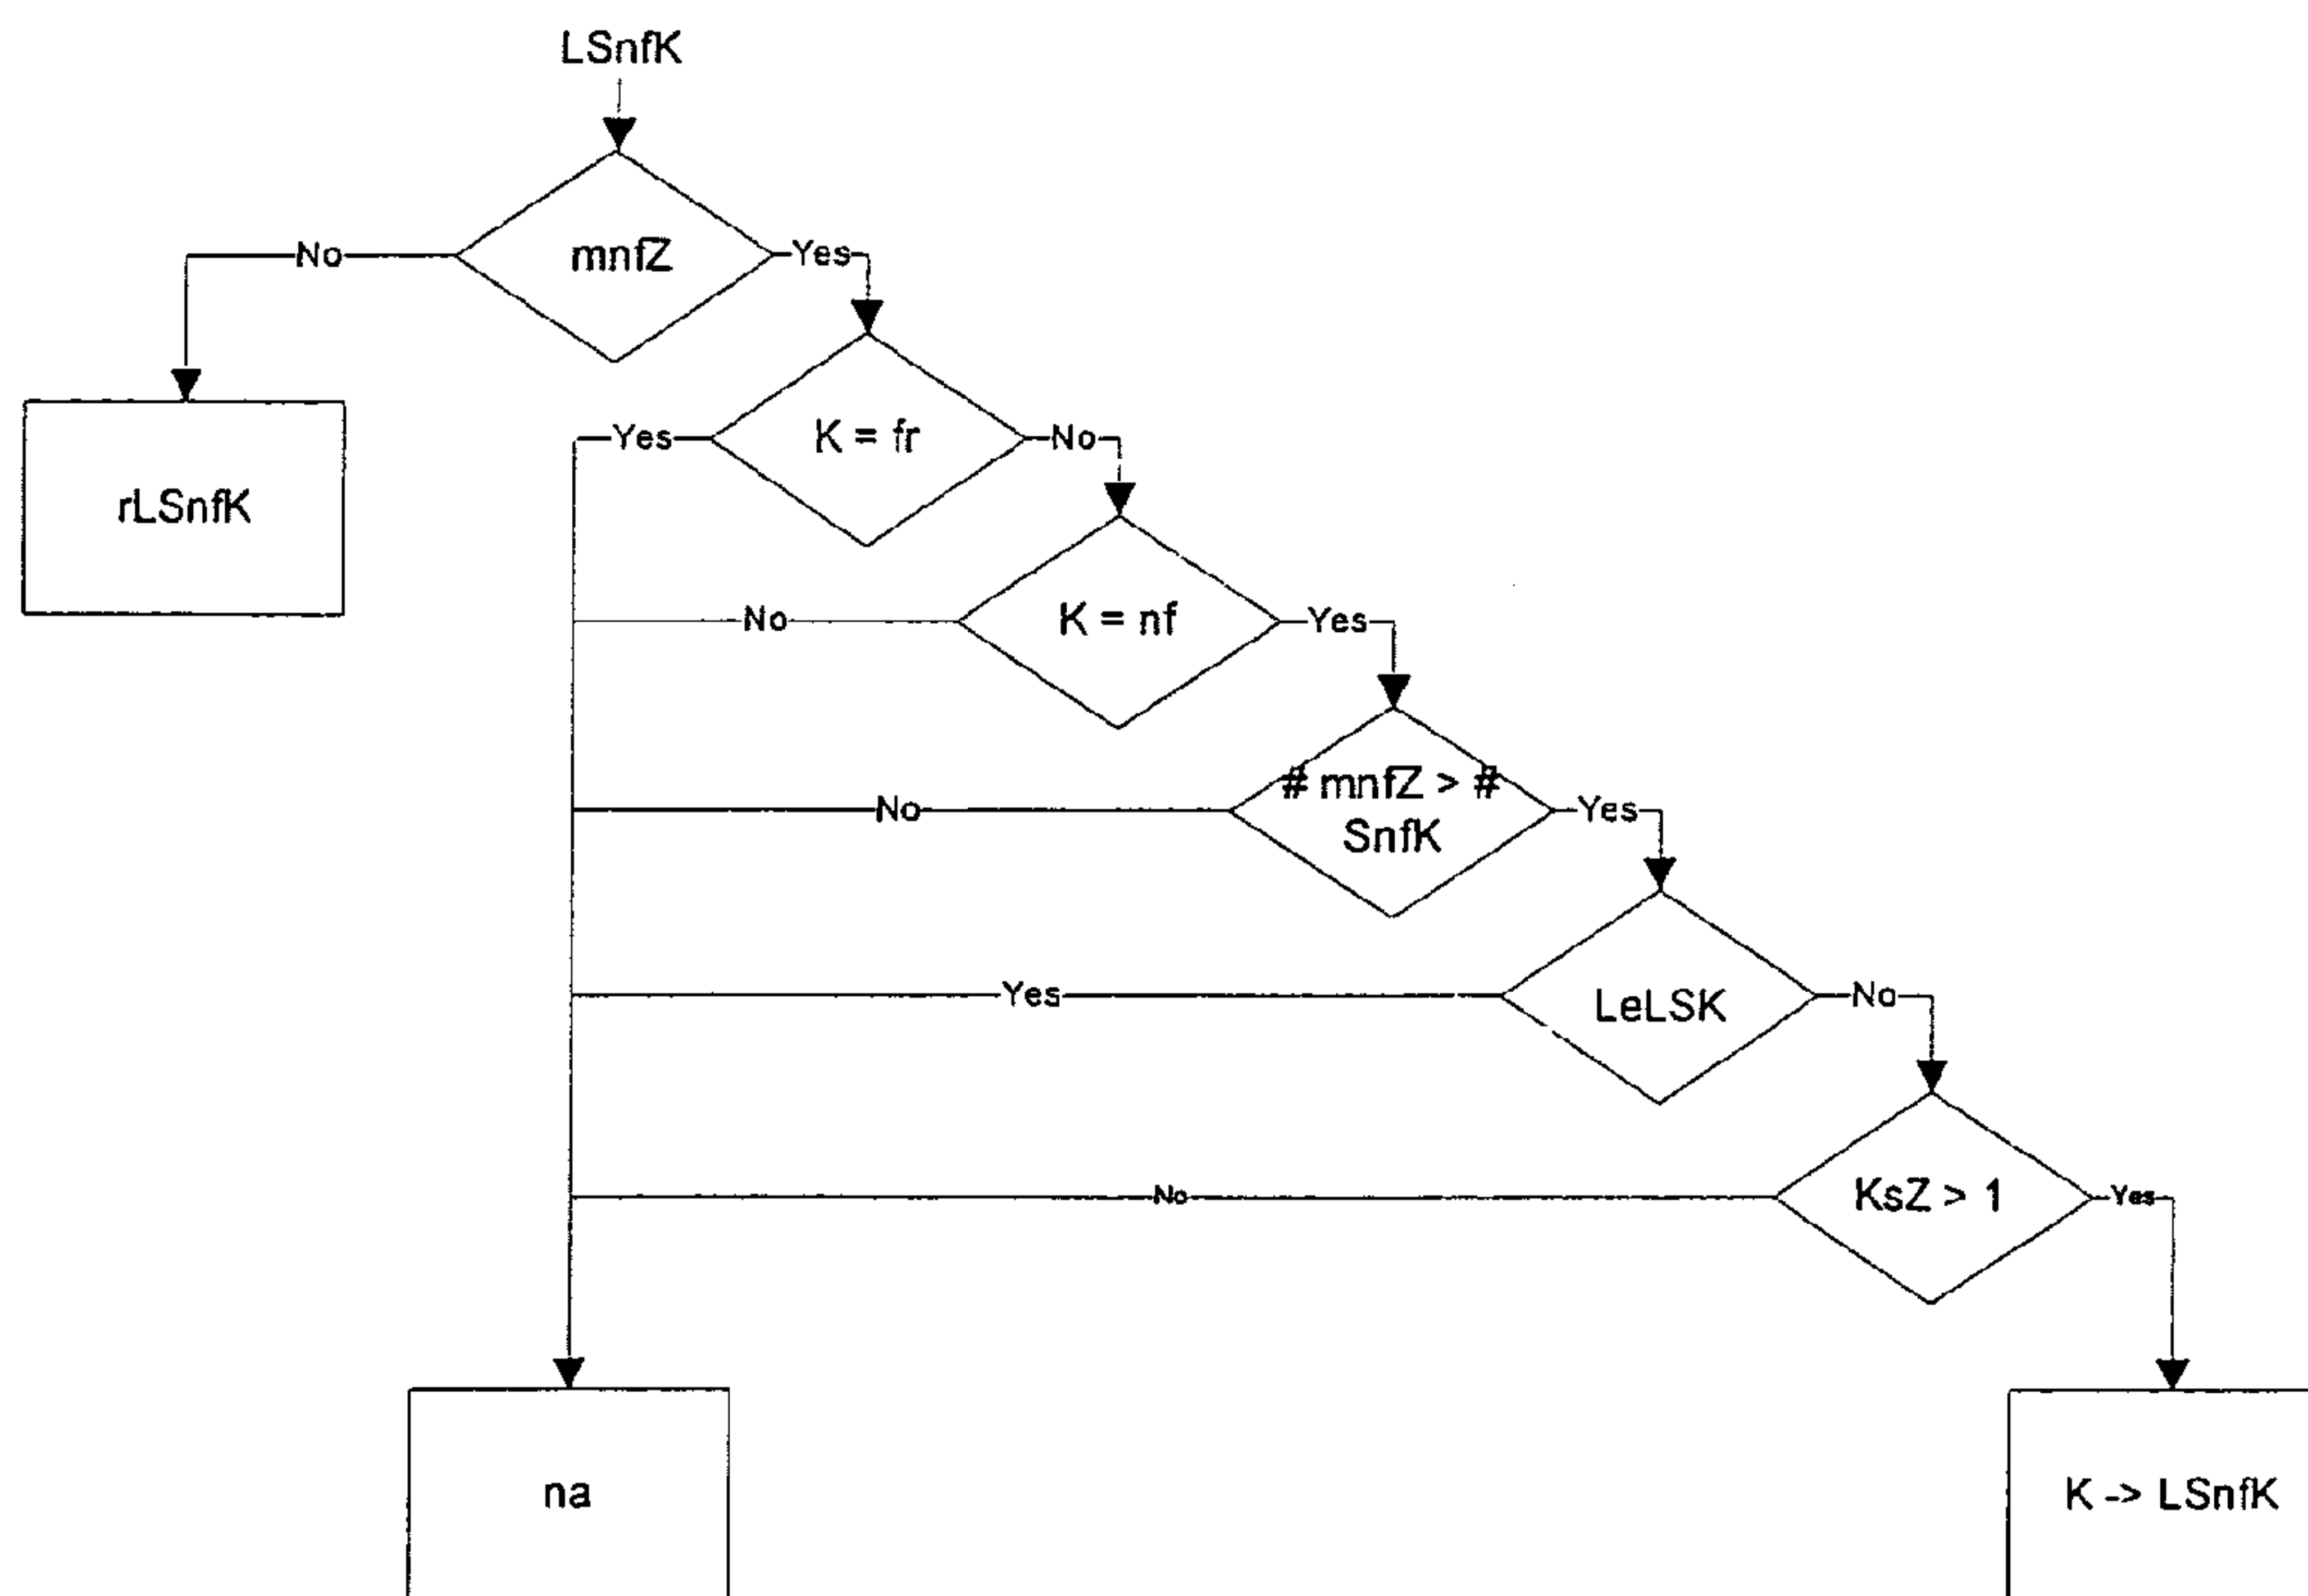 LSnfK
mnfZ
No
Yes
rLSnfK
K = fr
Yes
No
K = nf
No
Yes
# mnfZ > #
SnfK
No
Yes
LeLSK
Yes
No
KsZ > 1
No
Yes
na
K -> LSnfK